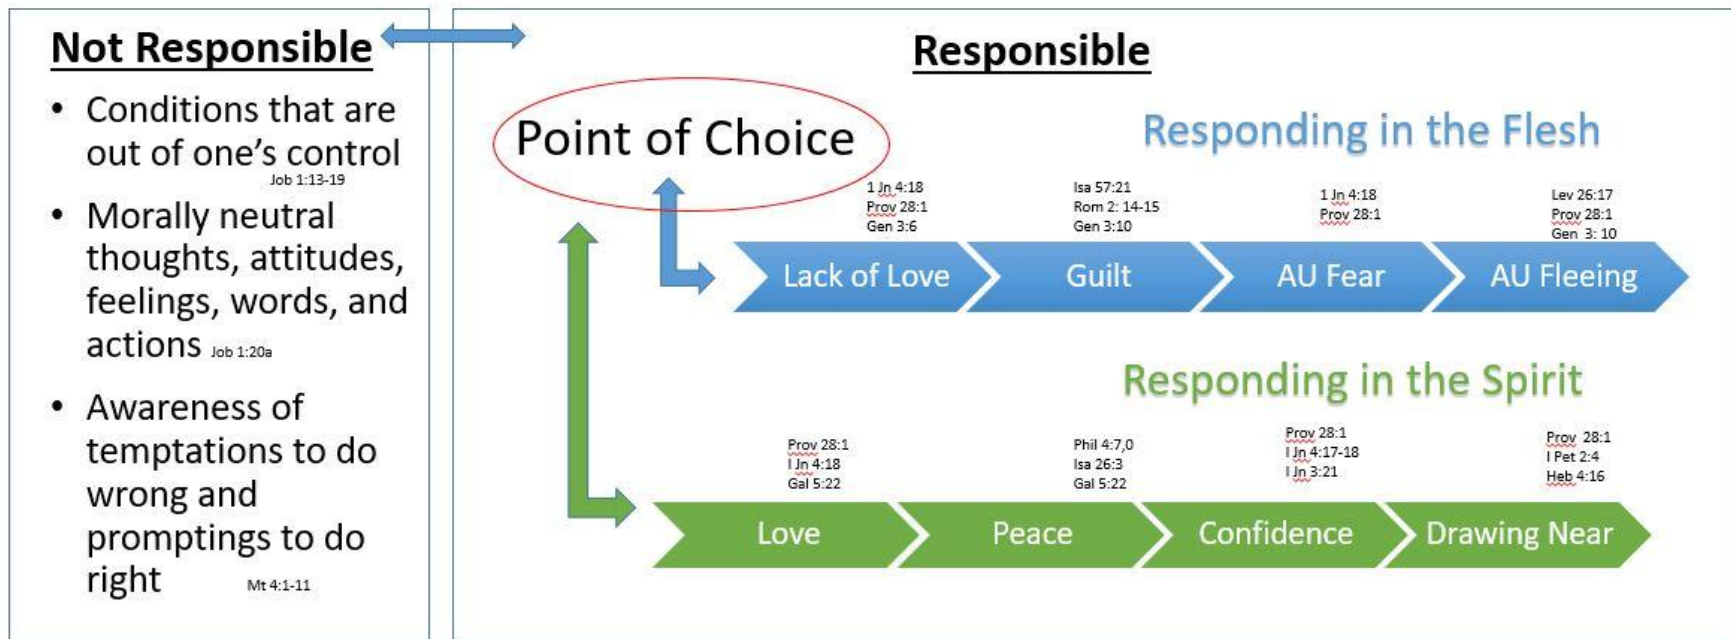 Not Responsible
• Conditions that are
out of one's control
Job 1:13-19
• Morally neutral
thoughts, attitudes,
feelings, words, and
actions Job 1:20a
• Awareness of
temptations to do
wrong and
promptings to do
right Mt 4:1-11
Responsible
Point of Choice
Responding in the Flesh
1 Jn 4:18
Prov 28:1
Gen 3:6
Isa 57:21
Rom 2: 14-15
Gen 3:10
1 Jn 4:18
Prov 28:1
Lev 26:17
Prov 28:1
Gen 3: 10
Lack of Love
Guilt
AU Fear
AU Fleeing
Responding in the Spirit
Prov 28:1
I Jn 4:18
Gal 5:22
Phil 4:7,0
Isa 26:3
Gal 5:22
Prov 28:1
I Jn 4:17-18
I Jn 3:21
Prov 28:1
I Pet 2:4
Heb 4:16
Love
Peace
Confidence
Drawing Near